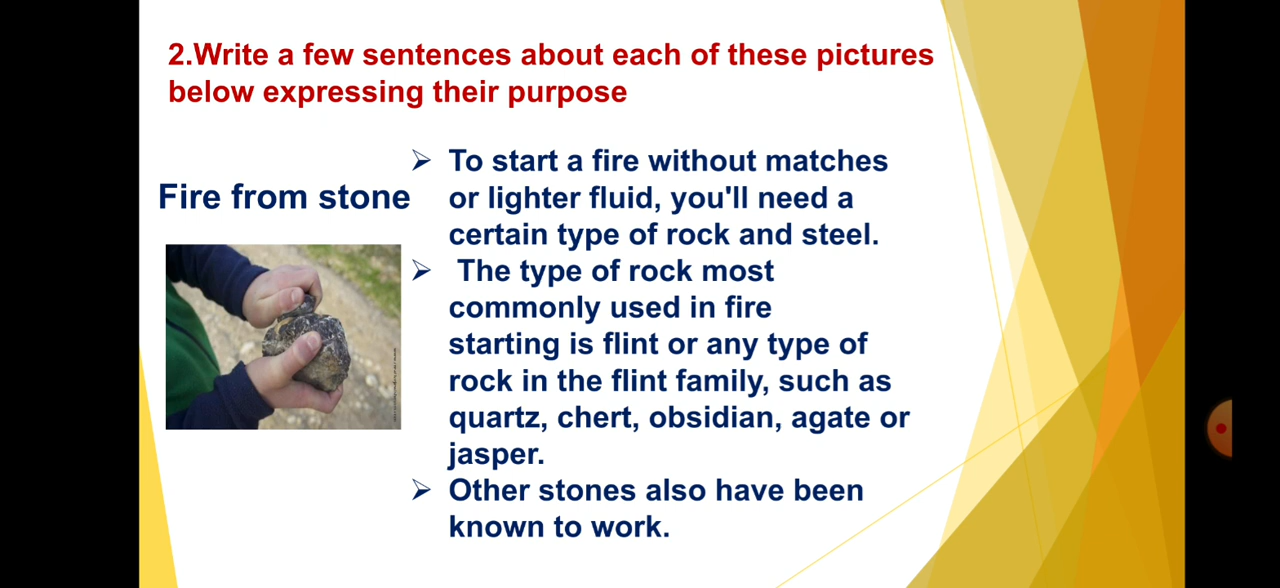 2.Write a few sentences about each of these pictures
below expressing their purpose
Fire from stone
➢ To start a fire without matches
or lighter fluid, you'll need a
certain type of rock and steel.
➢ The type of rock most
commonly used in fire
starting is flint or any type of
rock in the flint family, such as
quartz, chert, obsidian, agate or
jasper.
➢ Other stones also have been
known to work.